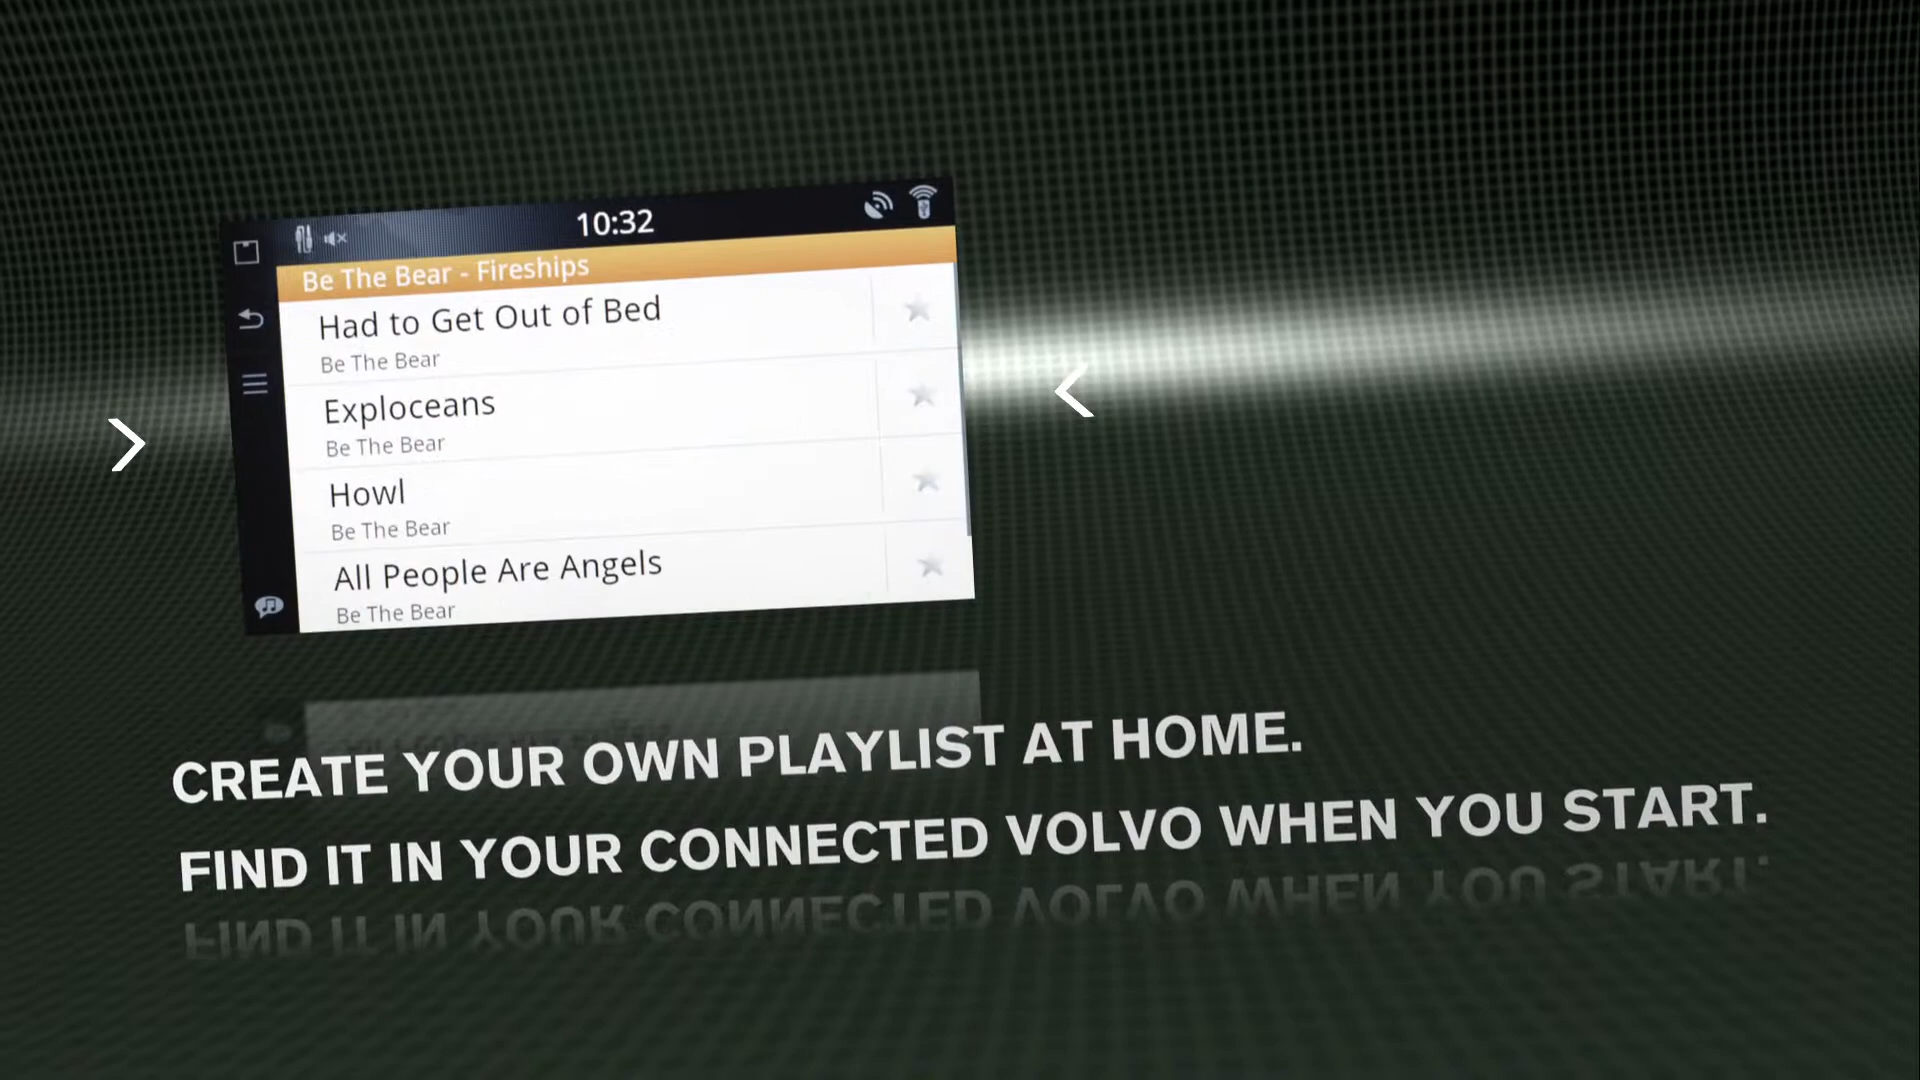 10:32
Be The Bear - Fireships
Had to Get Out of Bed
Be The Bear
Exploceans
Be The Bear
Howl
Be The Bear
All People Are Angels
Be The Bear
CREATE YOUR OWN PLAYLIST AT HOME.
FIND IT IN YOUR CONNECTED VOLVO WHEN YOU START.